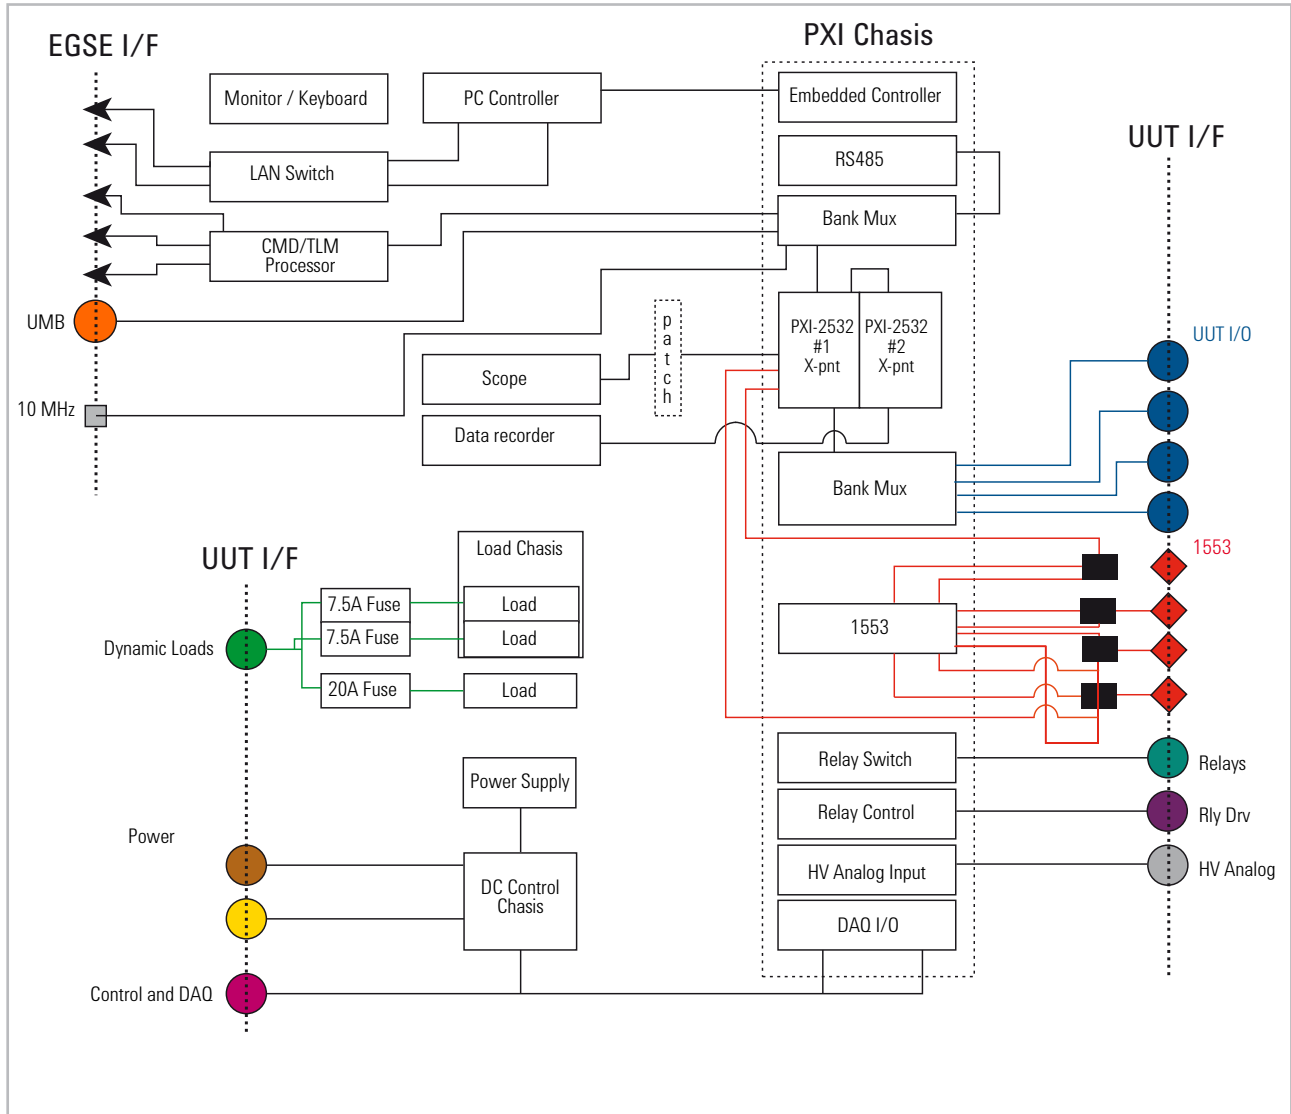 EGSE I/F
PXI Chasis
UUT I/F
Monitor / Keyboard
PC Controller
Embedded Controller
LAN Switch
RS485
CMD/TLM
Processor
Bank Mux
UMB
10 MHz
Scope
Data recorder
p
a
t
c
h
PXI-2532
#1
X-pnt
PXI-2532
#2
X-pnt
UUT I/O
Bank Mux
1553
1553
UUT I/F
Load Chasis
7.5A Fuse
Load
7.5A Fuse
Load
Dynamic Loads
20A Fuse
Load
Power Supply
Power
DC Control
Chasis
Control and DAQ
Relay Switch
Relays
Relay Control
Rly Drv
HV Analog Input
HV Analog
DAQ I/O